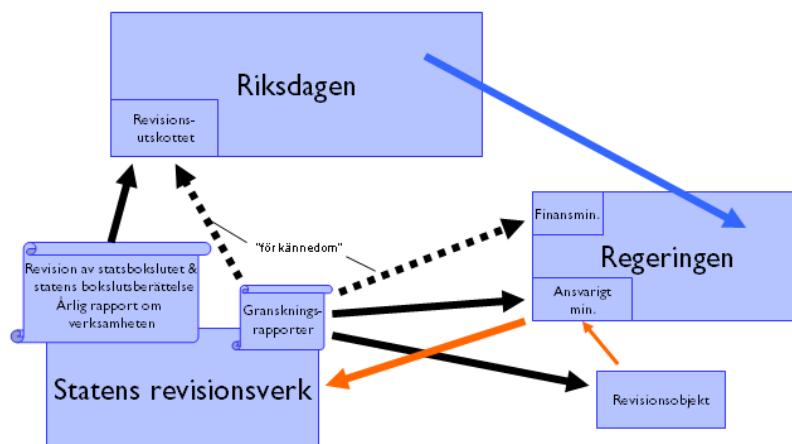 Riksdagen
Revisions-
utskottet
"för kännedom"
Finansmin.
Regeringen
Ansvarigt
min.
Revision av statsbokslutet &
statens bokslutsberättelse
Årlig rapport om
verksamheten
Gransknings-
rapporter
Statens revisionsverk
Revisionsobjekt